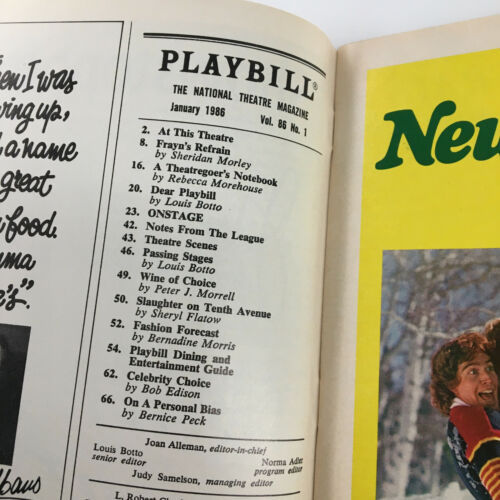 en I was
ving up,
a name
great
food.
ma
e's".
PLAYBILL®
THE NATIONAL THEATRE MAGAZINE
January 1986 Vol. 86 No. 1
2. At This Theatre
8. Frayn's Refrain
by Sheridan Morley
16. A Theatregoer's Notebook
by Rebecca Morehouse
20. Dear Playbill
by Louis Botto
23. ONSTAGE
42. Notes From The League
43. Theatre Scenes
46. Passing Stages
by Louis Botto
49. Wine of Choice
by Peter J. Morrell
50. Slaughter on Tenth Avenue
by Sheryl Flatow
52. Fashion Forecast
by Bernadine Morris
54. Playbill Dining and
Entertainment Guide
62. Celebrity Choice
by Bob Edison
66. On A Personal Bias
by Bernice Peck
Joan Alleman, editor-in-chief
Louis Botto Norma Adler
senior editor program editor
Judy Samelson, managing editor
L. Robert
New